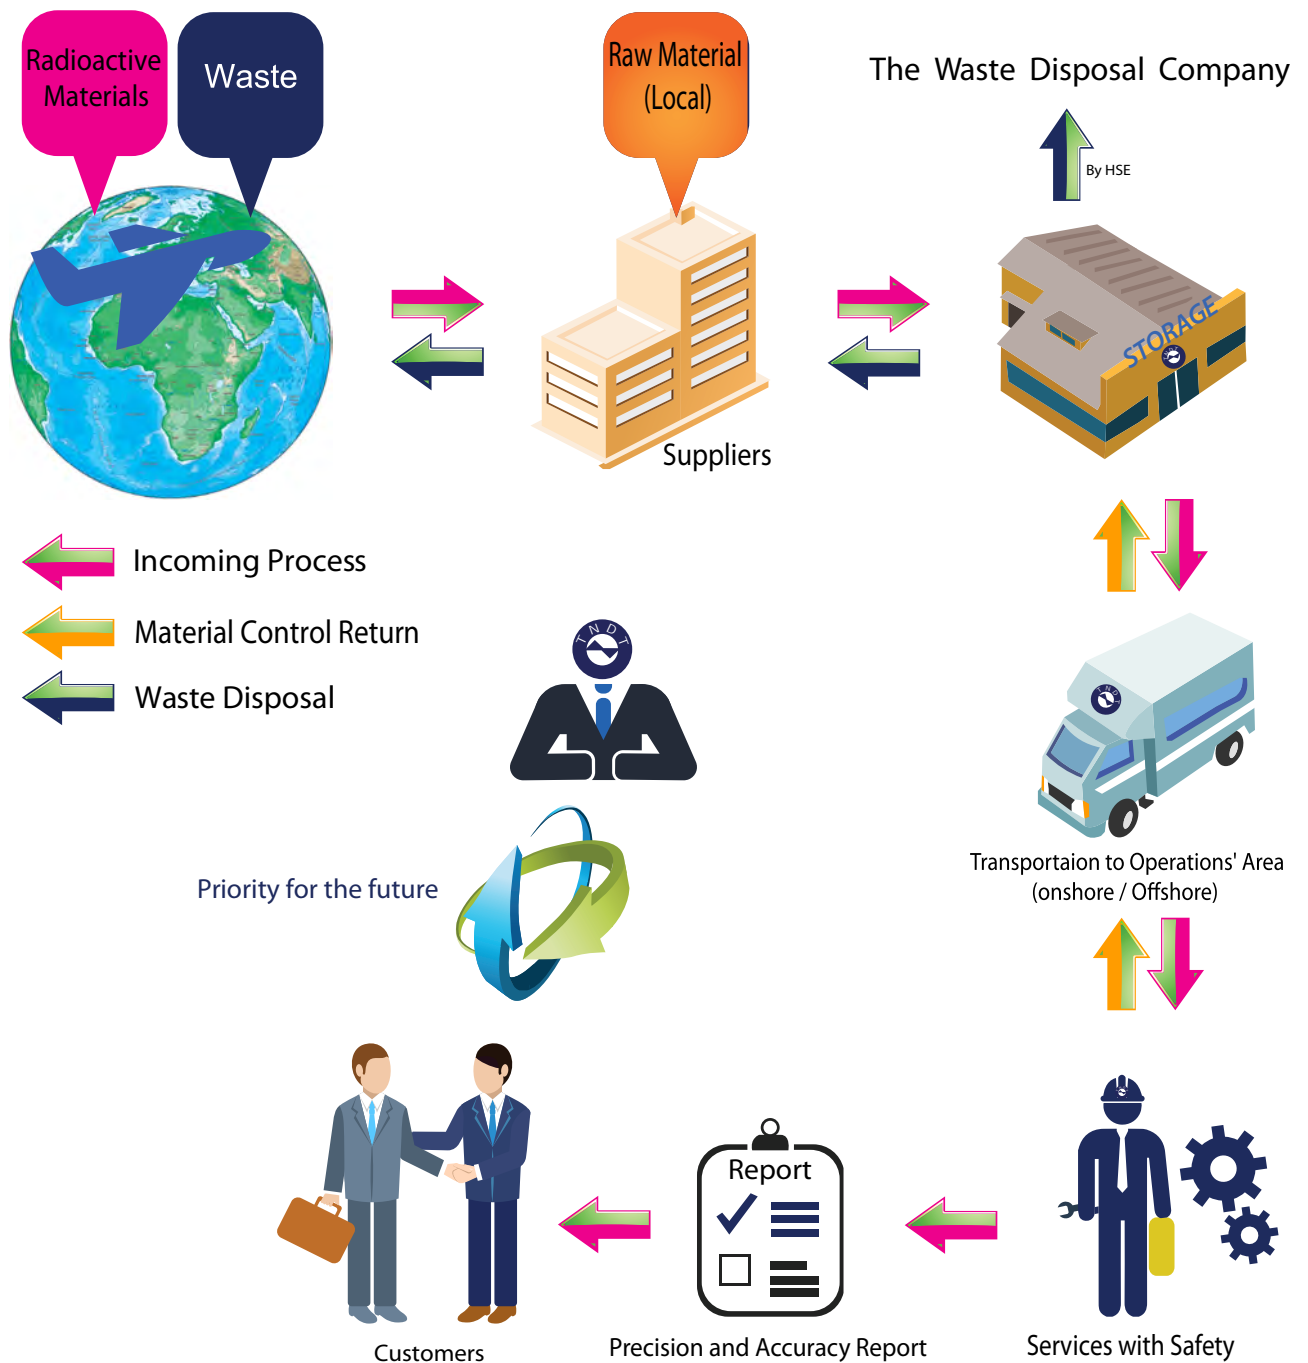 Radioactive
Materials
Waste
Raw Material
(Local)
The Waste Disposal Company
By HSE
STORAGE
Suppliers
Incoming Process
Material Control Return
Waste Disposal
TNDT
TNDT
Transportaion to Operations' Area
(onshore / Offshore)
Priority for the future
Report
Customers
Precision and Accuracy Report
Services with Safety